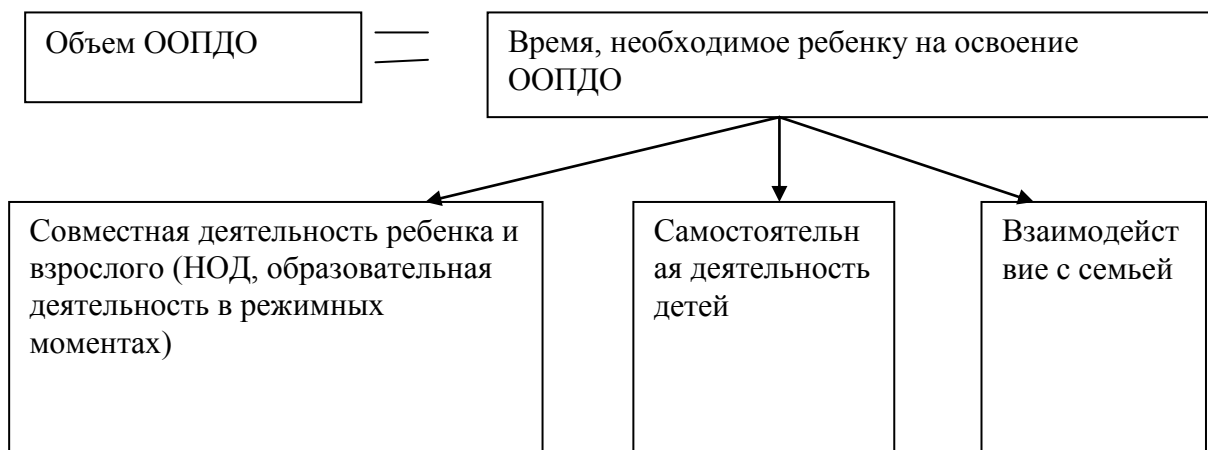 Объем ООПДО
Время, необходимое ребенку на освоение
ООПДО
Совместная деятельность ребенка и
взрослого (НОД, образовательная
деятельность в режимных
моментах)
Самостоятельн
ая деятельность
детей
Взаимодейст
вие с семьей